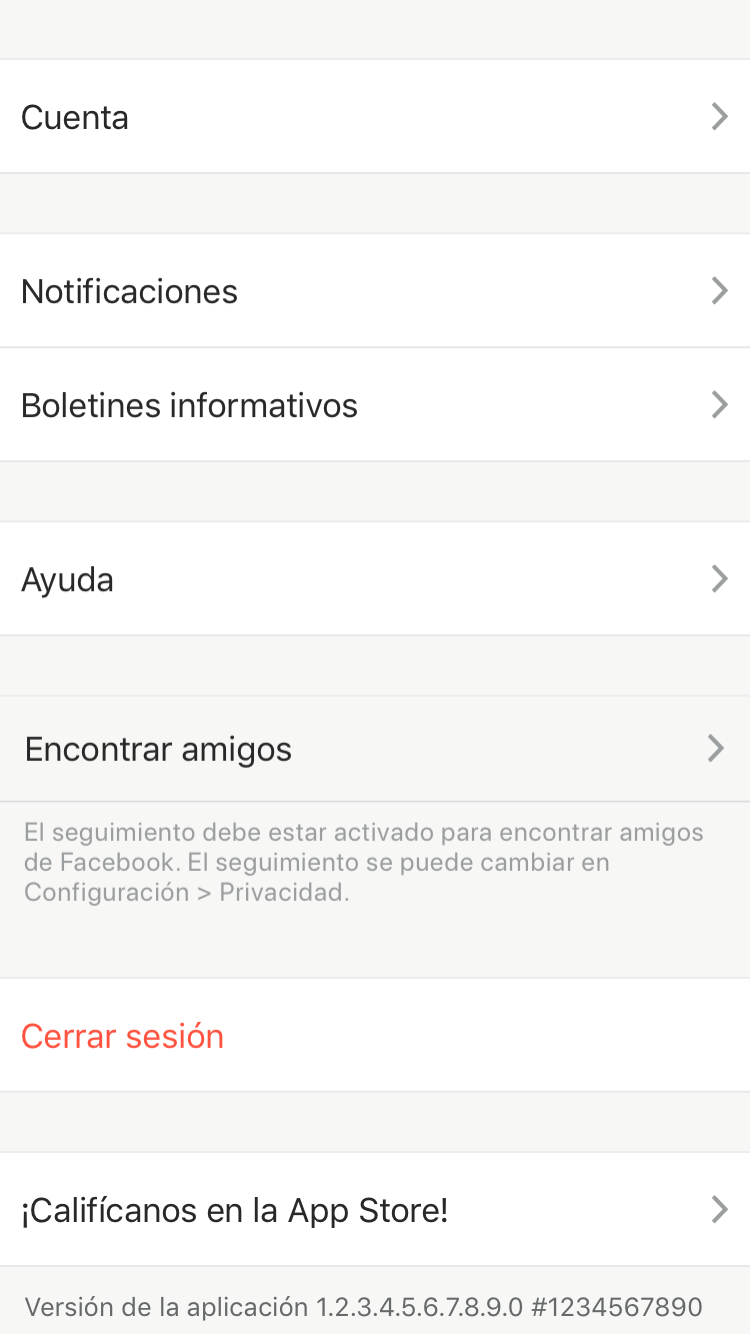 Cuenta
Notificaciones
Boletines informativos
Ayuda
Encontrar amigos
El seguimiento debe estar activado para encontrar amigos
de Facebook. El seguimiento se puede cambiar en
Configuración > Privacidad.
Cerrar sesión
¡Califícanos en la App Store!
Versión de la aplicación 1.2.3.4.5.6.7.8.9.0 #1234567890